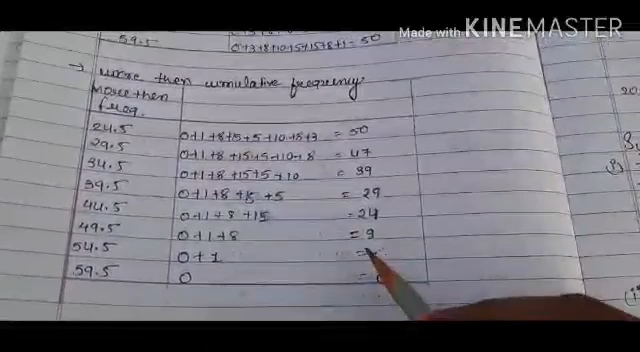 Made with KINEMASTER
59.5 0+3+8+10+5+15+8+1=50
→ more then cumulative frequency
more then
freq.
24.5 0+1+8+15+5+10+8+3 = 50
29.5 0+1+8+15+5+10+8 = 47
34.5 0+1+8+15+5+10 = 39
39.5 0+1+8+15+5 = 29
44.5 0+1+8+15 = 24
49.5 0+1+8 = 9
54.5 0+1 =
59.5 0 =
20